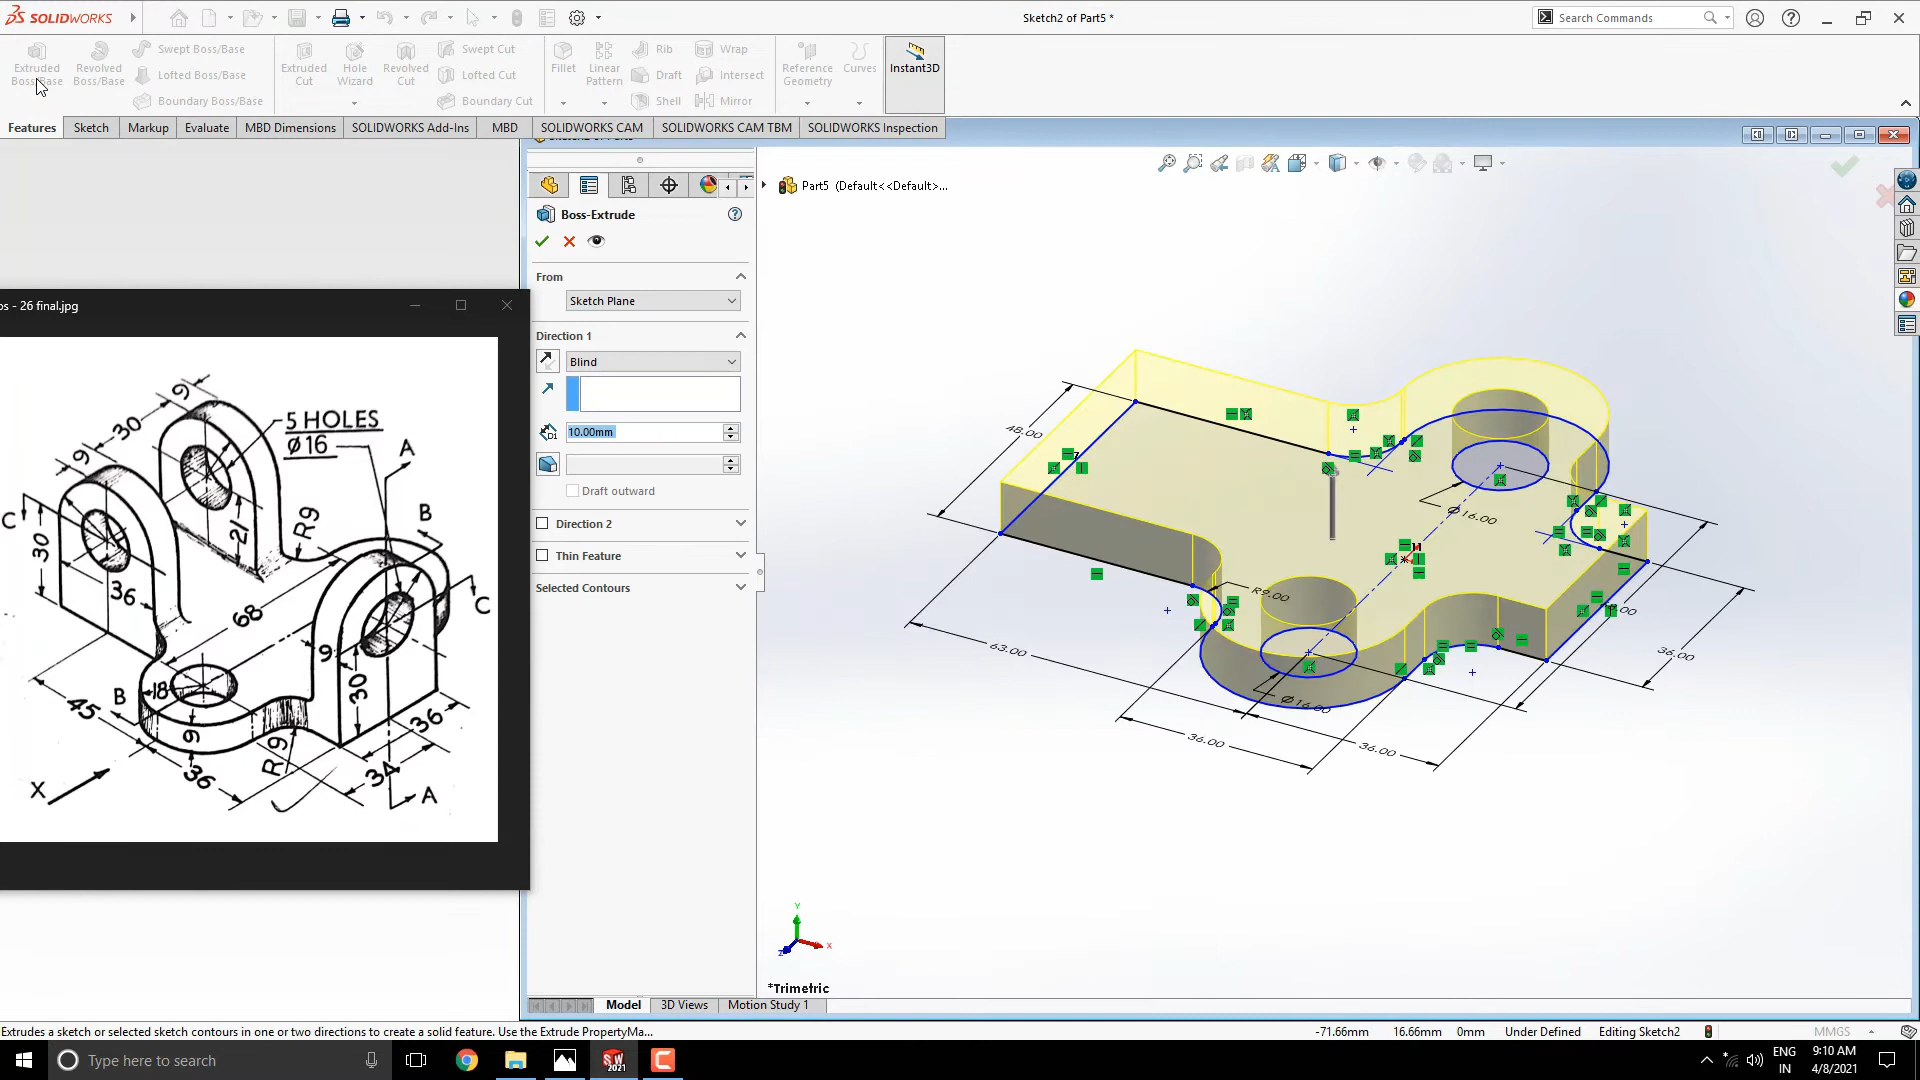 SOLIDWORKS
Sketch2 of Part5 *
Search Commands
Extruded Boss/Base
Revolved Boss/Base
Swept Boss/Base
Lofted Boss/Base
Boundary Boss/Base
Extruded Cut
Hole Wizard
Revolved Cut
Swept Cut
Lofted Cut
Boundary Cut
Fillet
Linear Pattern
Rib
Draft
Shell
Wrap
Intersect
Mirror
Reference Geometry
Curves
Instant3D
Features
Sketch
Markup
Evaluate
MBD Dimensions
SOLIDWORKS Add-Ins
MBD
SOLIDWORKS CAM
SOLIDWORKS CAM TBM
SOLIDWORKS Inspection
Part5 (Default<<Default>...
Boss-Extrude
From
Sketch Plane
Direction 1
Blind
10.00mm
Draft outward
Direction 2
Thin Feature
Selected Contours
os - 26 final.jpg
9
30
9
5 HOLES
Ø16
A
B
C
30
21
R9
36
68
C
9
B
18
30
45
9
36
R9
36
34
A
X
48.00
Ø16.00
R9.00
63.00
Ø16.00
36.00
36.00
36.00
Y
X
Z
*Trimetric
Model
3D Views
Motion Study 1
Extrudes a sketch or selected sketch contours in one or two directions to create a solid feature. Use the Extrude PropertyMa...
-71.66mm
16.66mm
0mm
Under Defined
Editing Sketch2
MMGS
Type here to search
SW
2021
ENG
IN
9:10 AM
4/8/2021